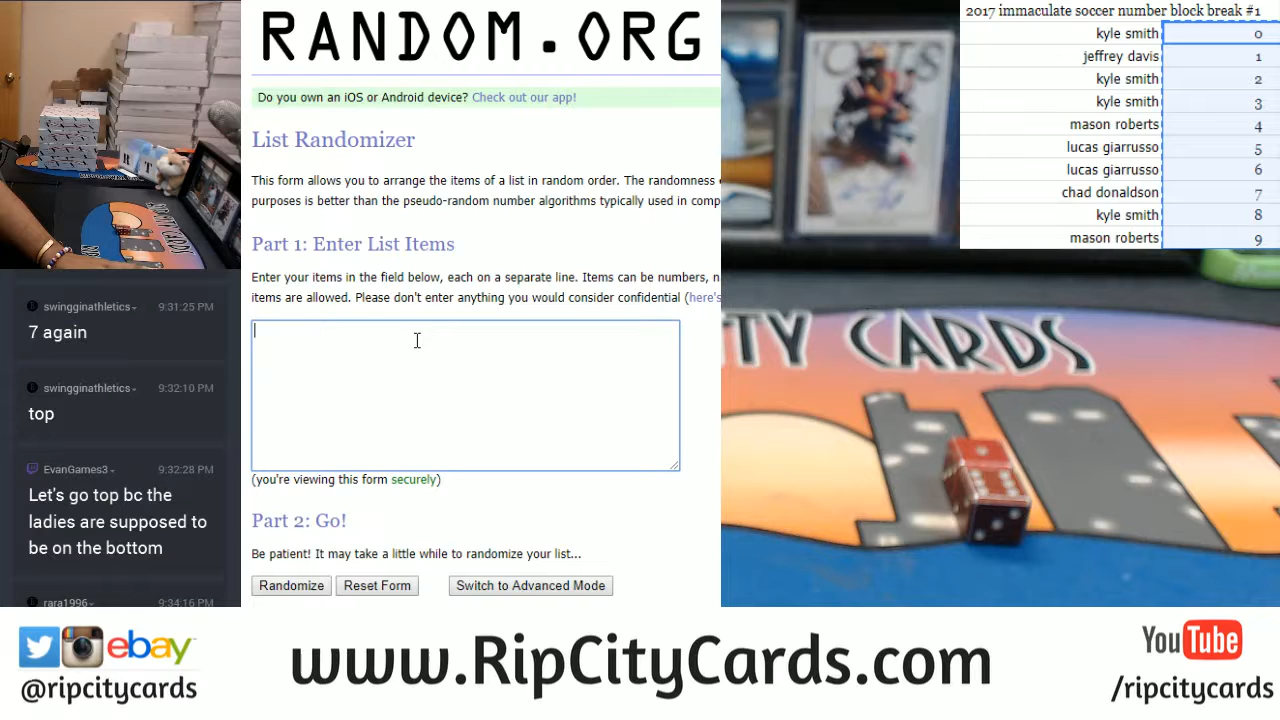 RANDOM.ORG
Do you own an iOS or Android device? Check out our app!
List Randomizer
This form allows you to arrange the items of a list in random order. The randomness
purposes is better than the pseudo-random number algorithms typically used in comp
Part 1: Enter List Items
Enter your items in the field below, each on a separate line. Items can be numbers, n
items are allowed. Please don't enter anything you would consider confidential (here's
(you're viewing this form securely)
Part 2: Go!
Be patient! It may take a little while to randomize your list...
Randomize Reset Form Switch to Advanced Mode
2017 immaculate soccer number block break #1
kyle smith 0
jeffrey davis 1
kyle smith 2
kyle smith 3
mason roberts 4
lucas giarrusso 5
lucas giarrusso 6
chad donaldson 7
kyle smith 8
mason roberts 9
swingginathletics 9:31:25 PM
7 again
swingginathletics 9:32:10 PM
top
EvanGames3 9:32:28 PM
Let's go top bc the
ladies are supposed to
be on the bottom
rara1996 9:34:16 PM
TY CARDS
ebay
@ripcitycards
www.RipCityCards.com
YouTube
/ripcitycards